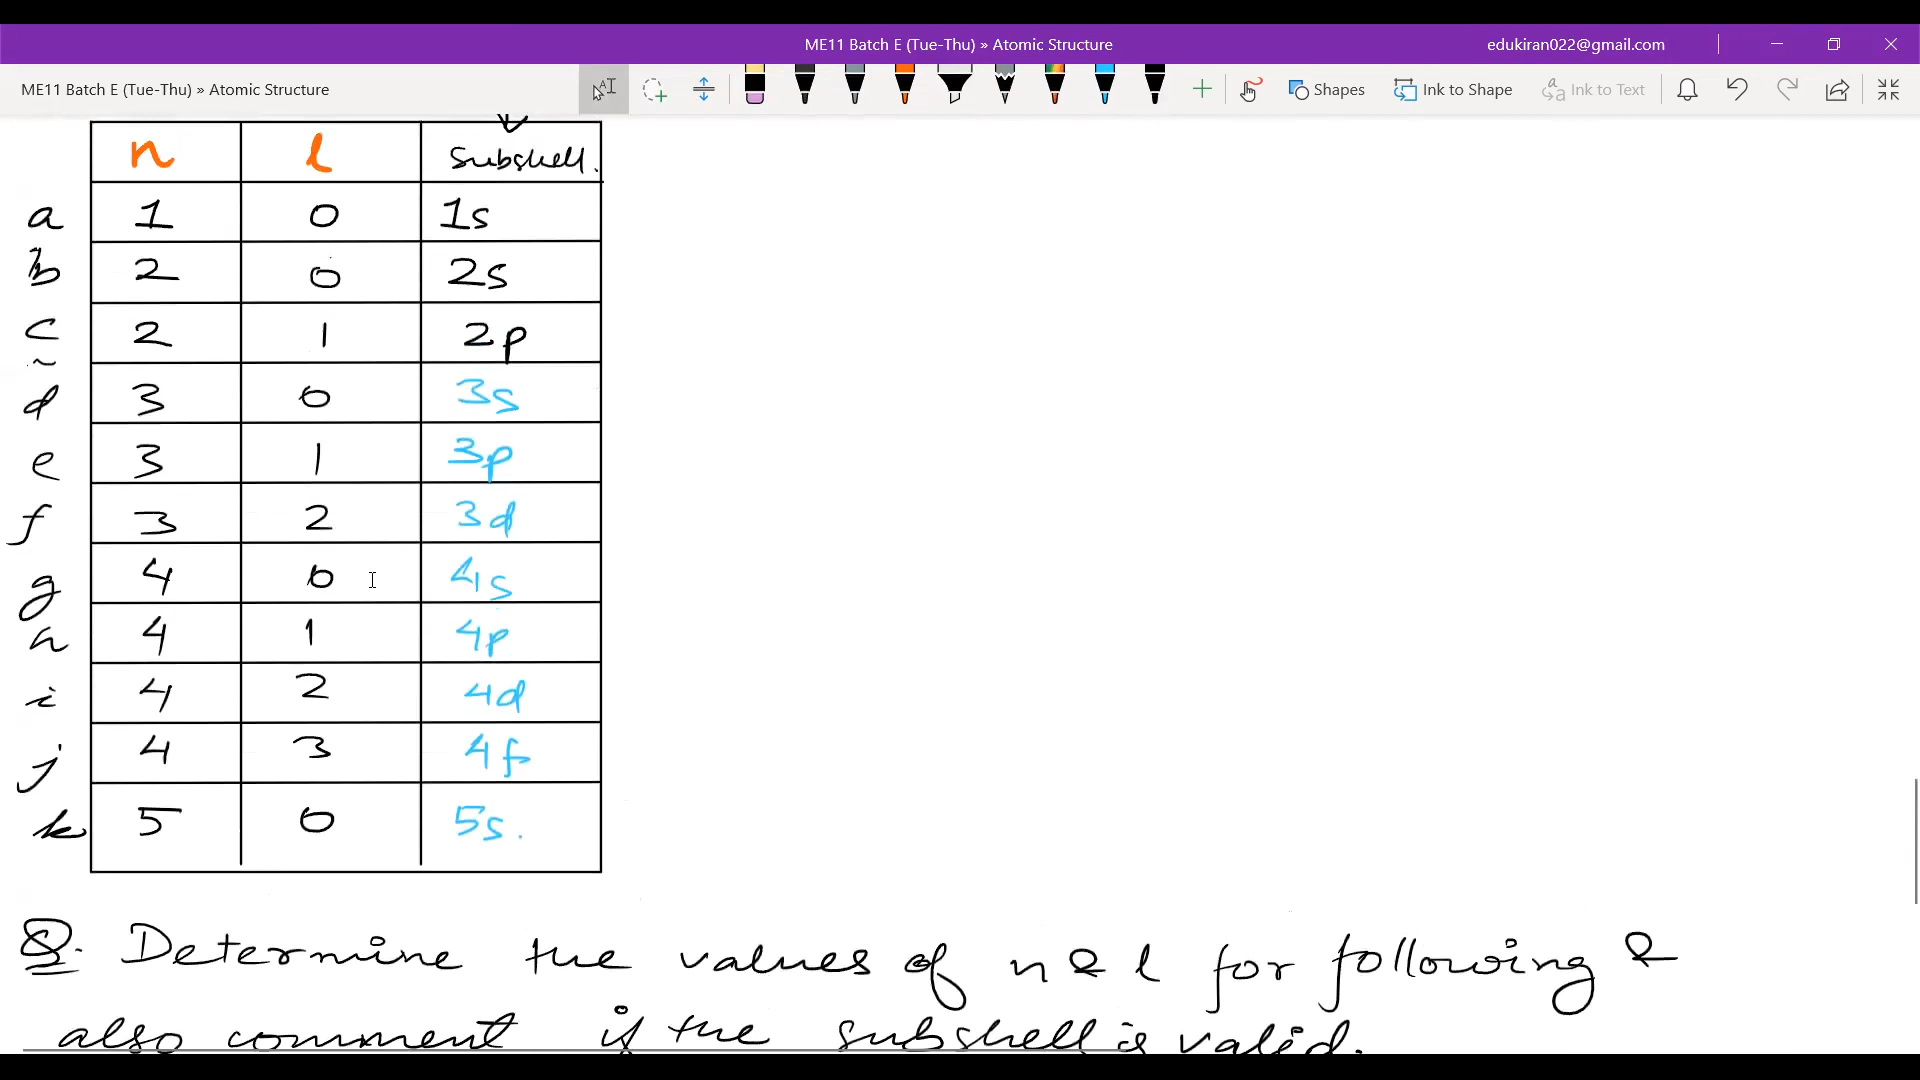 ME11 Batch E (Tue-Thu) » Atomic Structure
edukiran022@gmail.com
ME11 Batch E (Tue-Thu) » Atomic Structure
Shapes
Ink to Shape
Ink to Text
n l Subshell.
a 1 0 1s
b 2 0 2s
c 2 1 2p
d 3 0 3s
e 3 1 3p
f 3 2 3d
g 4 0 4s
h 4 1 4p
i 4 2 4d
j 4 3 4f
k 5 0 5s.
Q. Determine the values of n & l for following &
also comment if the subshell is valid.